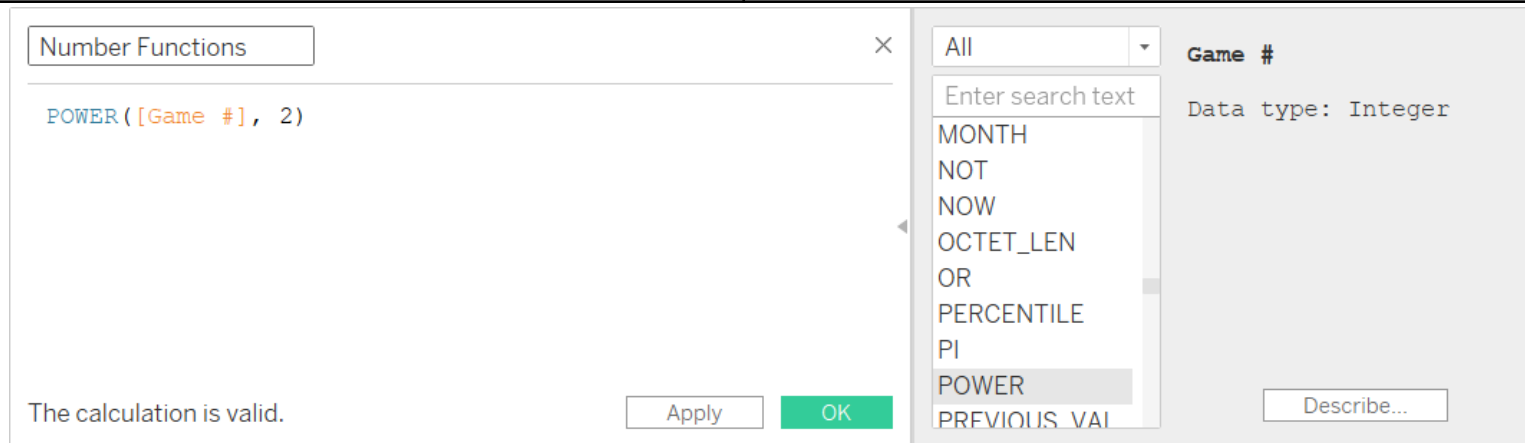 Number Functions
POWER([Game #], 2)
The calculation is valid.
Apply
OK
All
Enter search text
MONTH
NOT
NOW
OCTET_LEN
OR
PERCENTILE
PI
POWER
PREVIOUS_VAL
Game #
Data type: Integer
Describe...